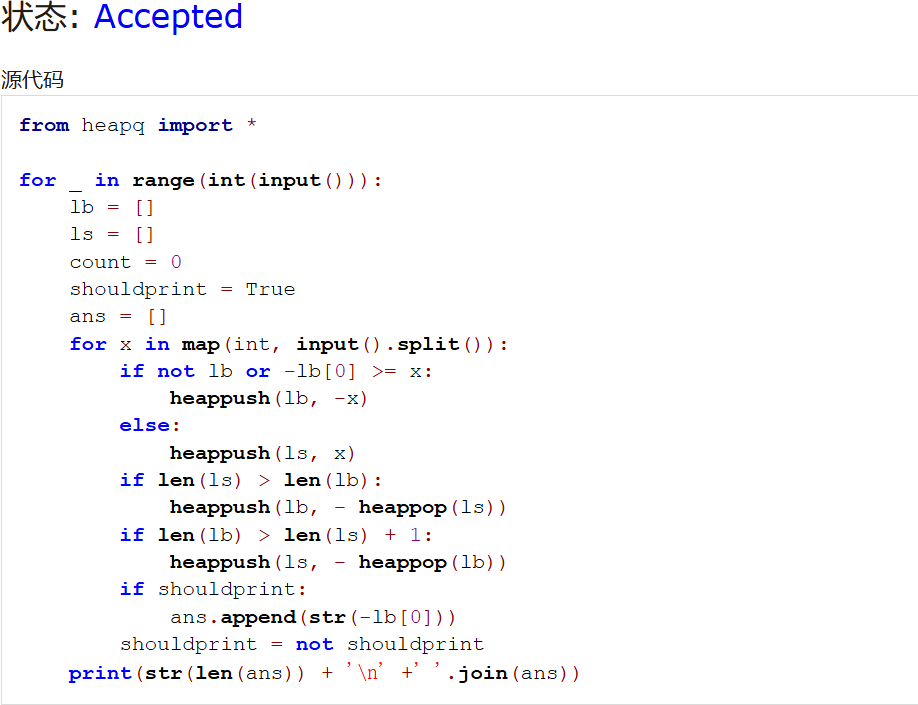 状态: Accepted
源代码
from heapq import *
for _ in range(int(input())):
    lb = []
    ls = []
    count = 0
    shouldprint = True
    ans = []
    for x in map(int, input().split()):
        if not lb or -lb[0] >= x:
            heappush(lb, -x)
        else:
            heappush(ls, x)
        if len(ls) > len(lb):
            heappush(lb, - heappop(ls))
        if len(lb) > len(ls) + 1:
            heappush(ls, - heappop(lb))
        if shouldprint:
            ans.append(str(-lb[0]))
        shouldprint = not shouldprint
    print(str(len(ans)) + '\n' +' '.join(ans))